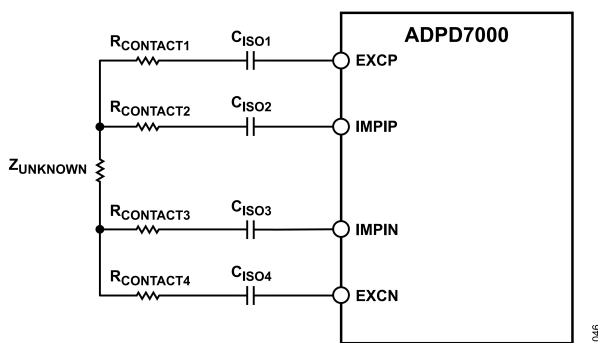 ADPD7000
RCONTACT1
CISO1
EXCP
RCONTACT2
CISO2
IMPIP
ZUNKNOWN
RCONTACT3
CISO3
IMPIN
RCONTACT4
CISO4
EXCN
046